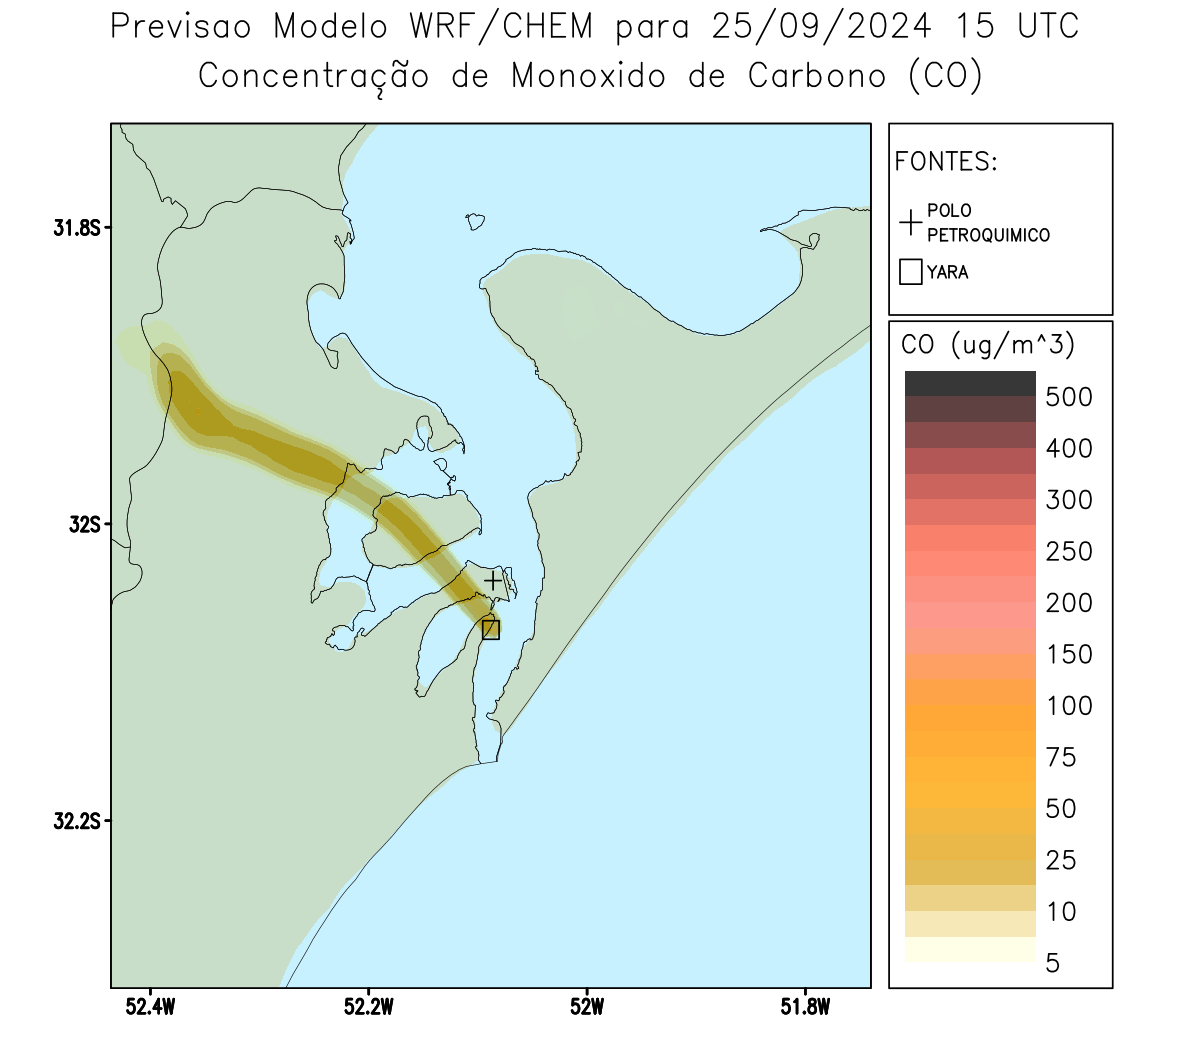 Previsao Modelo WRF/CHEM para 25/09/2024 15 UTC
Concentração de Monoxido de Carbono (CO)
FONTES:
POLO
PETROQUIMICO
YARA
31.8S
32S
32.2S
52.4W
52.2W
52W
51.8W
CO (ug/m^3)
500
400
300
250
200
150
100
75
50
25
10
5